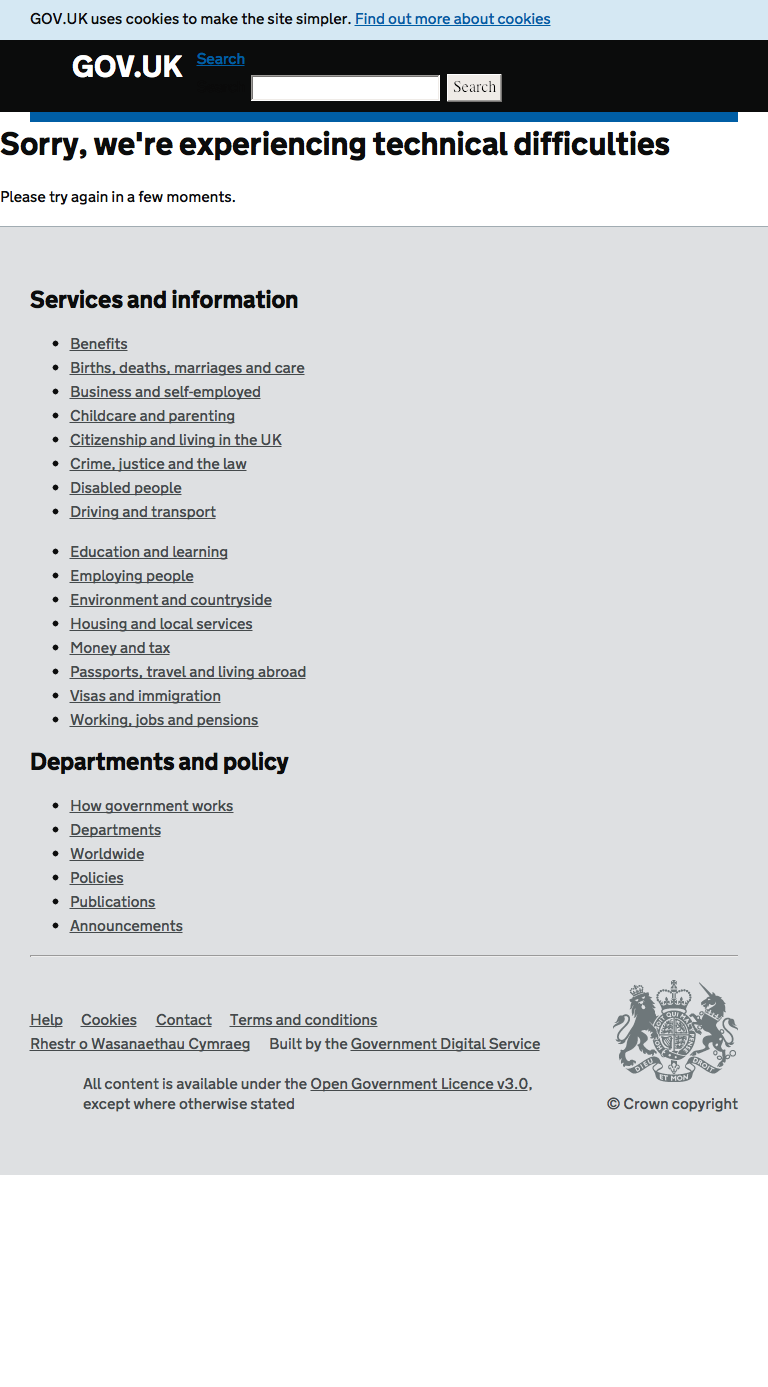 GOV.UK uses cookies to make the site simpler. Find out more about cookies
GOV.UK
Search
Search
Sorry, we're experiencing technical difficulties
Please try again in a few moments.
Services and information
Benefits
Births, deaths, marriages and care
Business and self-employed
Childcare and parenting
Citizenship and living in the UK
Crime, justice and the law
Disabled people
Driving and transport
Education and learning
Employing people
Environment and countryside
Housing and local services
Money and tax
Passports, travel and living abroad
Visas and immigration
Working, jobs and pensions
Departments and policy
How government works
Departments
Worldwide
Policies
Publications
Announcements
Help Cookies Contact Terms and conditions
Rhestr o Wasanaethau Cymraeg Built by the Government Digital Service
All content is available under the Open Government Licence v3.0,
except where otherwise stated
DIEU ET MON DROIT
© Crown copyright